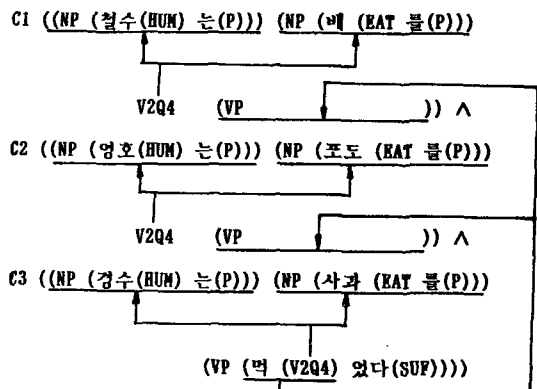 C1 ((NP (철수(HUM) 는(P))) (NP (배 (EAT 를(P)))
V2Q4 (VP )) ∧
C2 ((NP (영호(HUM) 는(P))) (NP (포도 (EAT 를(P)))
V2Q4 (VP )) ∧
C3 ((NP (경수(HUM) 는(P))) (NP (사과 (EAT 를(P)))
(VP (먹 (V2Q4) 었다(SUF))))